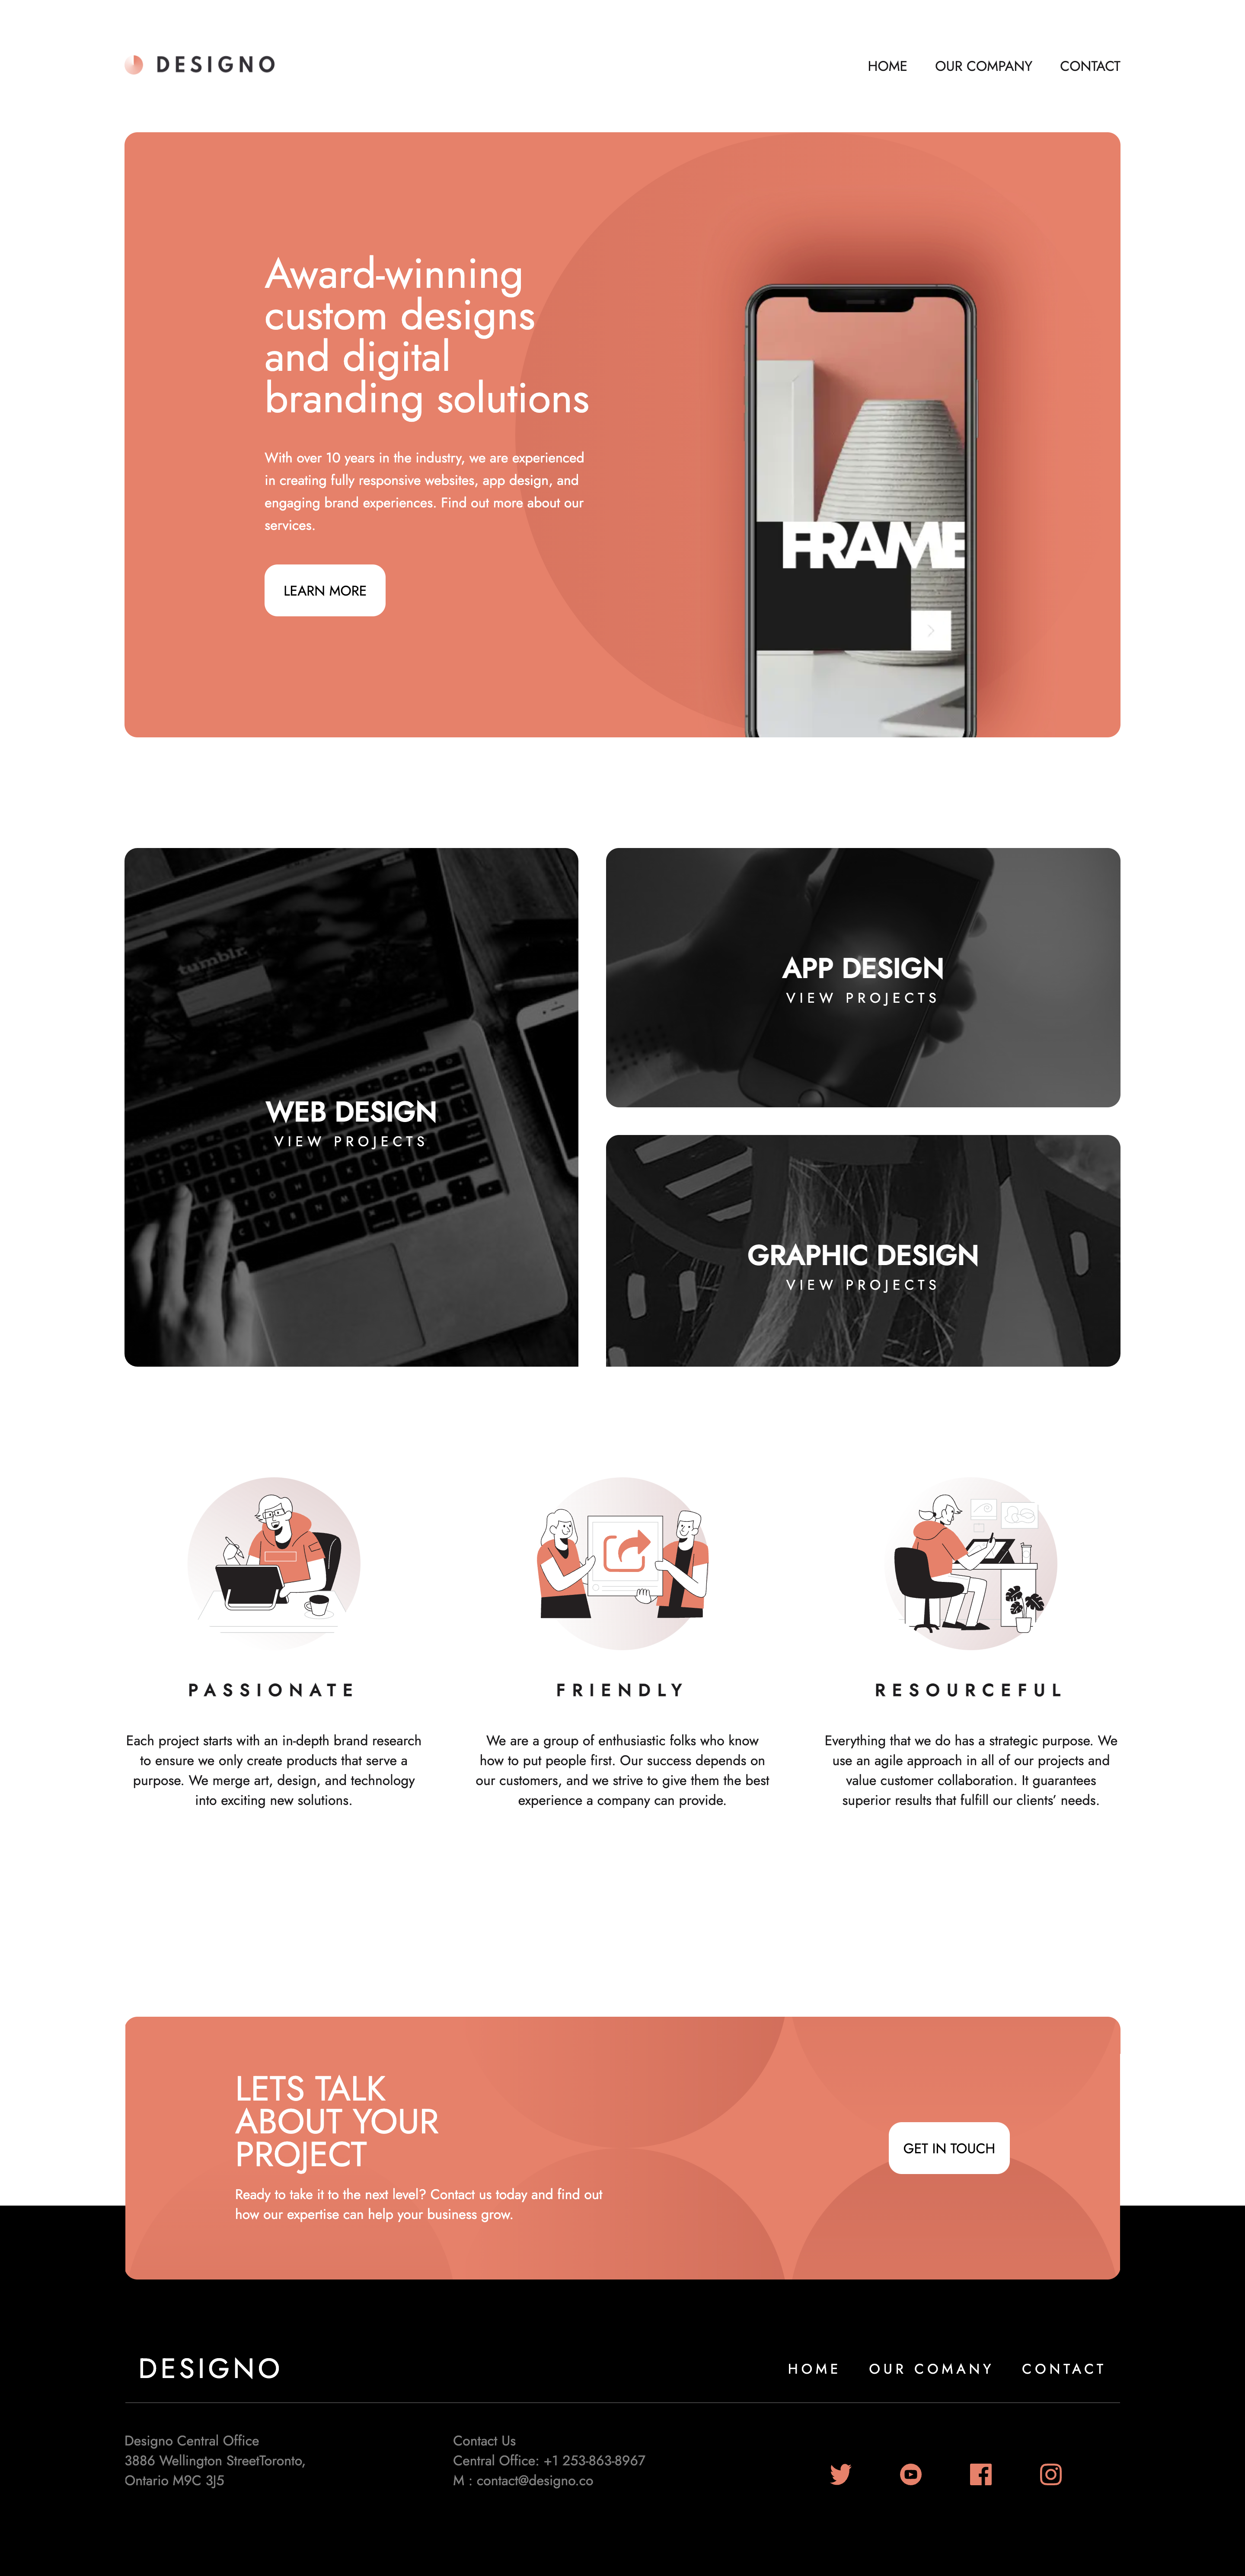 DESIGNO
HOME OUR COMPANY CONTACT
Award-winning
custom designs
and digital
branding solutions
With over 10 years in the industry, we are experienced
in creating fully responsive websites, app design, and
engaging brand experiences. Find out more about our
services.
LEARN MORE
FRAME
tumblr.
WEB DESIGN
VIEW PROJECTS
APP DESIGN
VIEW PROJECTS
GRAPHIC DESIGN
VIEW PROJECTS
PASSIONATE
Each project starts with an in-depth brand research
to ensure we only create products that serve a
purpose. We merge art, design, and technology
into exciting new solutions.
FRIENDLY
We are a group of enthusiastic folks who know
how to put people first. Our success depends on
our customers, and we strive to give them the best
experience a company can provide.
RESOURCEFUL
Everything that we do has a strategic purpose. We
use an agile approach in all of our projects and
value customer collaboration. It guarantees
superior results that fulfill our clients’ needs.
LETS TALK
ABOUT YOUR
PROJECT
Ready to take it to the next level? Contact us today and find out
how our expertise can help your business grow.
GET IN TOUCH
DESIGNO
HOME OUR COMANY CONTACT
Designo Central Office
3886 Wellington StreetToronto,
Ontario M9C 3J5
Contact Us
Central Office: +1 253-863-8967
M : contact@designo.co